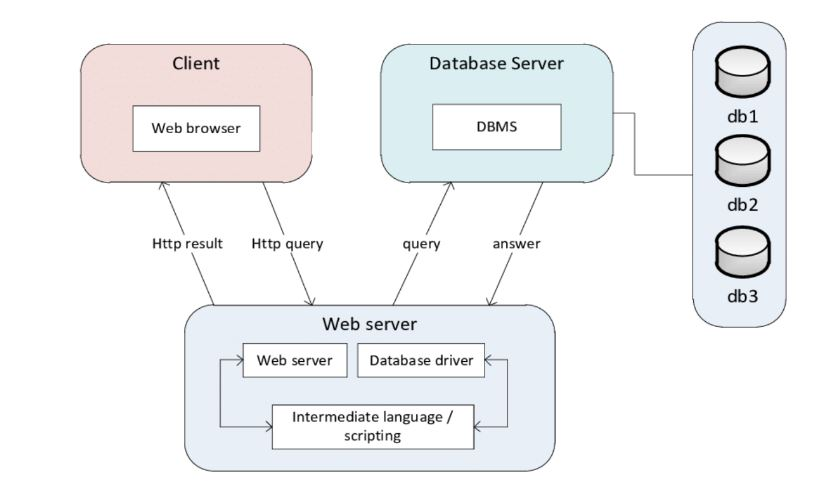 Client
Web browser
Database Server
DBMS
db1
db2
db3
Http result
Http query
query
answer
Web server
Web server
Database driver
Intermediate language /
scripting